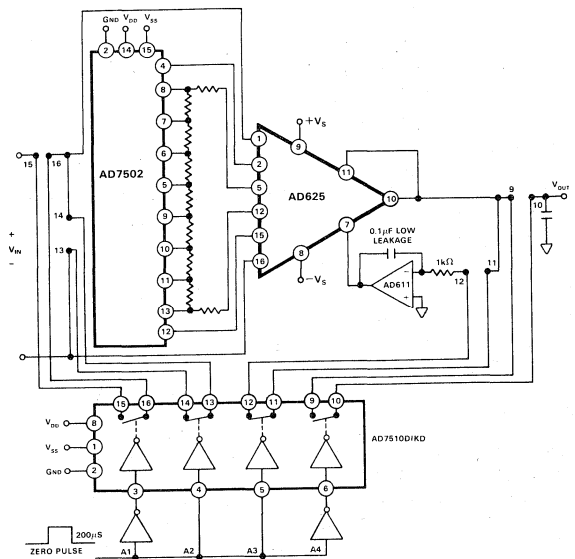 GND VDD VSS
2 14 15
4
8
7
6
5
9
10
11
13
12
AD7502
1
2
5
12
15
16
+VS
9
11
AD625
10
7
8
-VS
0.1μF LOW
LEAKAGE
1kΩ
-
AD611
+
12
11
9
VOUT
10
15 16
14
+
VIN
13
-
15 16 14 13 12 11 9 10
VDD 8
VSS 1
GND 2
AD7510D/KD
3 4 5 6
200μS
ZERO PULSE
A1 A2 A3 A4